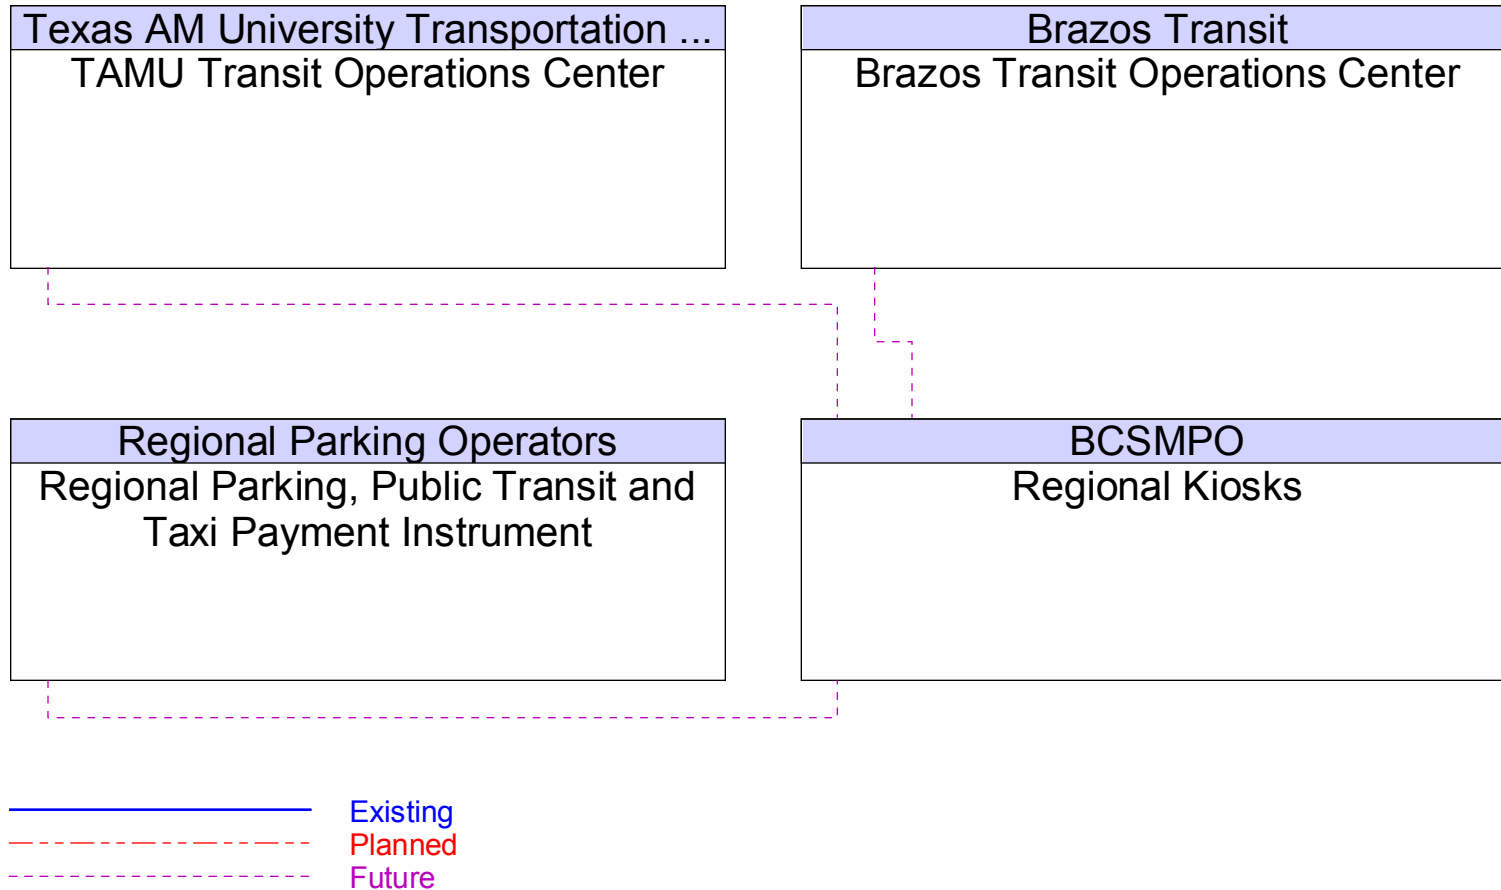 Texas AM University Transportation ...
TAMU Transit Operations Center
Brazos Transit
Brazos Transit Operations Center
Regional Parking Operators
Regional Parking, Public Transit and
Taxi Payment Instrument
BCSMPO
Regional Kiosks
Existing
Planned
Future